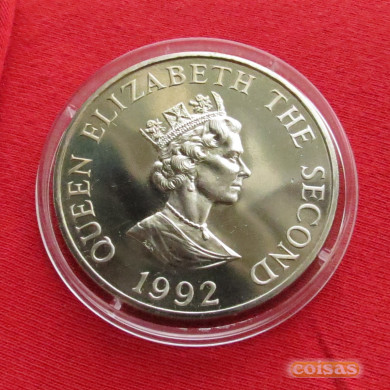 QUEEN ELIZABETH THE SECOND
1992
coisas